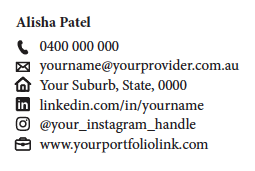 Alisha Patel
0400 000 000
yourname@yourprovider.com.au
Your Suburb, State, 0000
linkedin.com/in/yourname
@your_instagram_handle
www.yourportfoliolink.com